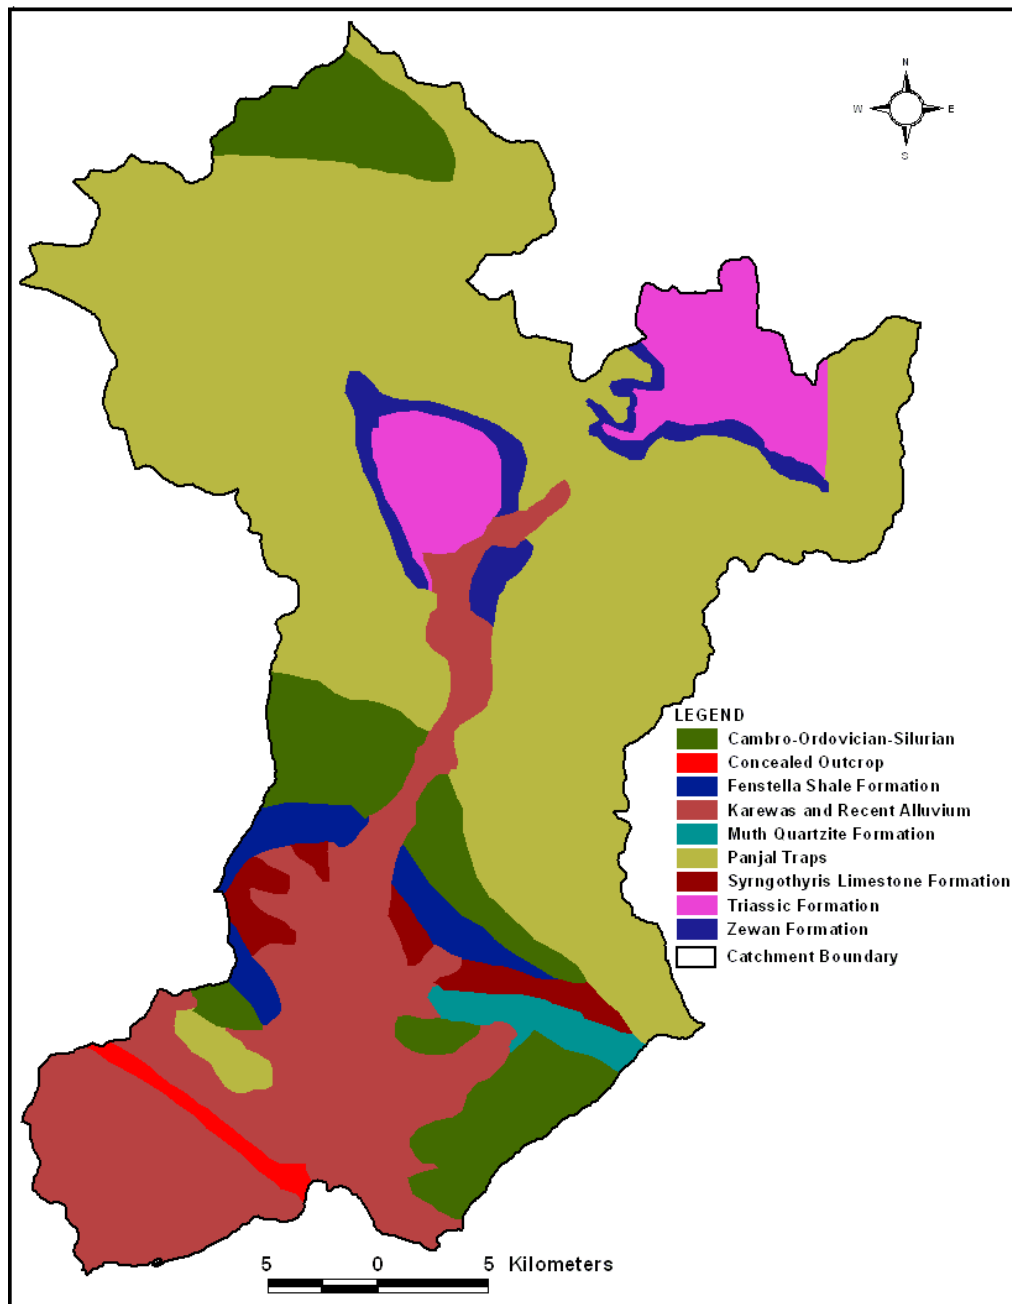 N
W E
S
LEGEND
Cambro-Ordovician-Silurian
Concealed Outcrop
Fenstella Shale Formation
Karewas and Recent Alluvium
Muth Quartzite Formation
Panjal Traps
Syrngothyris Limestone Formation
Triassic Formation
Zewan Formation
Catchment Boundary
5 0 5 Kilometers